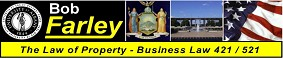 Bob
Farley
The Law of Property - Business Law 421 / 521